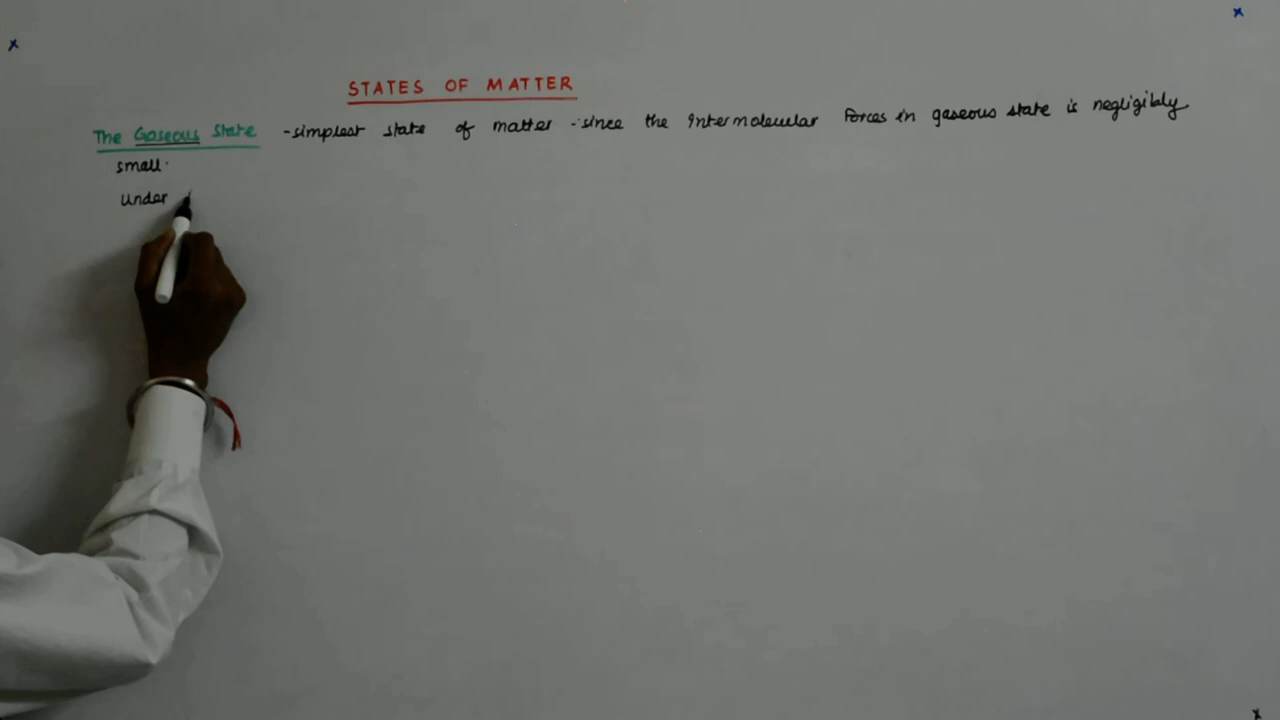 STATES OF MATTER
The Gaseous State - simplest state of matter - since the Intermolecular Forces in gaseous state is negligibly
small.
Under